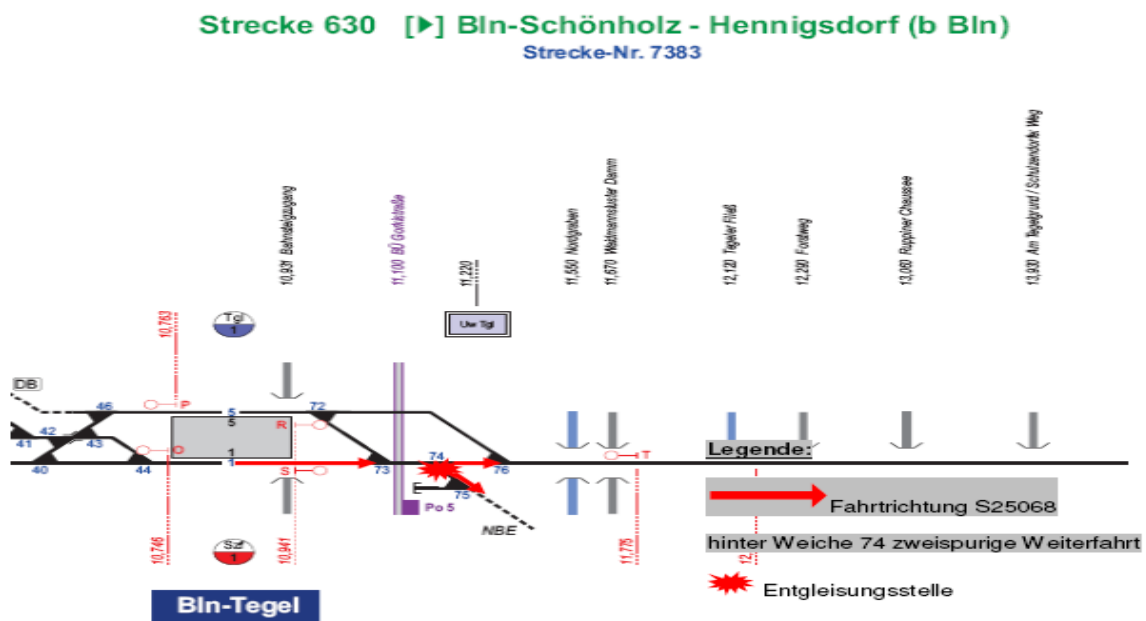 Strecke 630 [▶] Bln-Schönholz - Hennigsdorf (b Bln)
Strecke-Nr. 7383
10,931 Bahnsteigzugang
11,100 BÜ Gorkistraße
11,220
11,550 Nordgraben
11,670 Waidmannsluster Damm
12,120 Tegeler Fließ
12,290 Forstweg
13,060 Ruppiner Chaussee
13,930 Am Tegelgrund / Schulzendorfer Weg
10,763
Tgl
1
Uw Tgl
DB
46
P
5
72
41
42
43
5
R
O
1
74
T
40
44
1
S
73
76
75
E
Po 5
NBE
Legende:
Fahrtrichtung S25068
hinter Weiche 74 zweispurige Weiterfahrt
Entgleisungsstelle
10,746
Szf
1
10,941
11,775
12,
Bln-Tegel